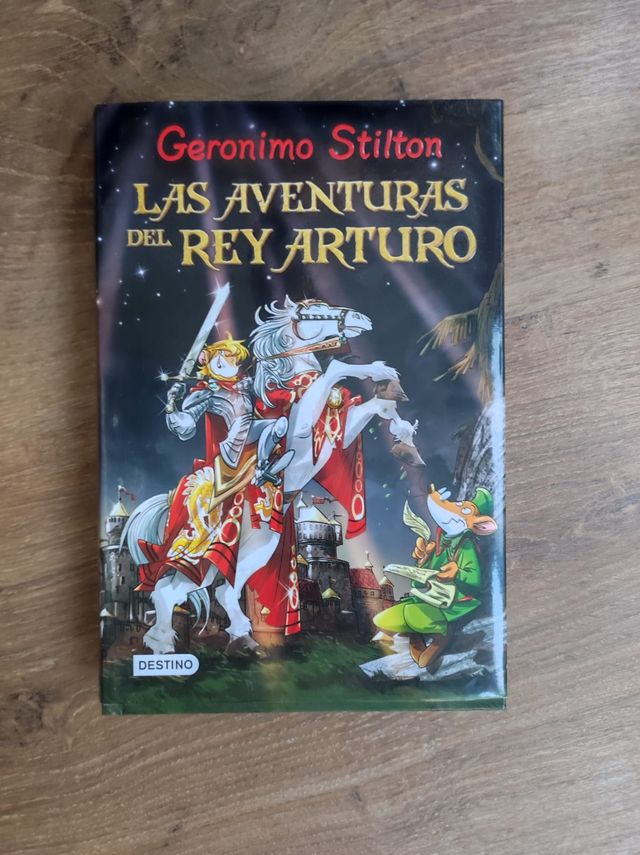 Geronimo Stilton
LAS AVENTURAS
DEL REY ARTURO
DESTINO